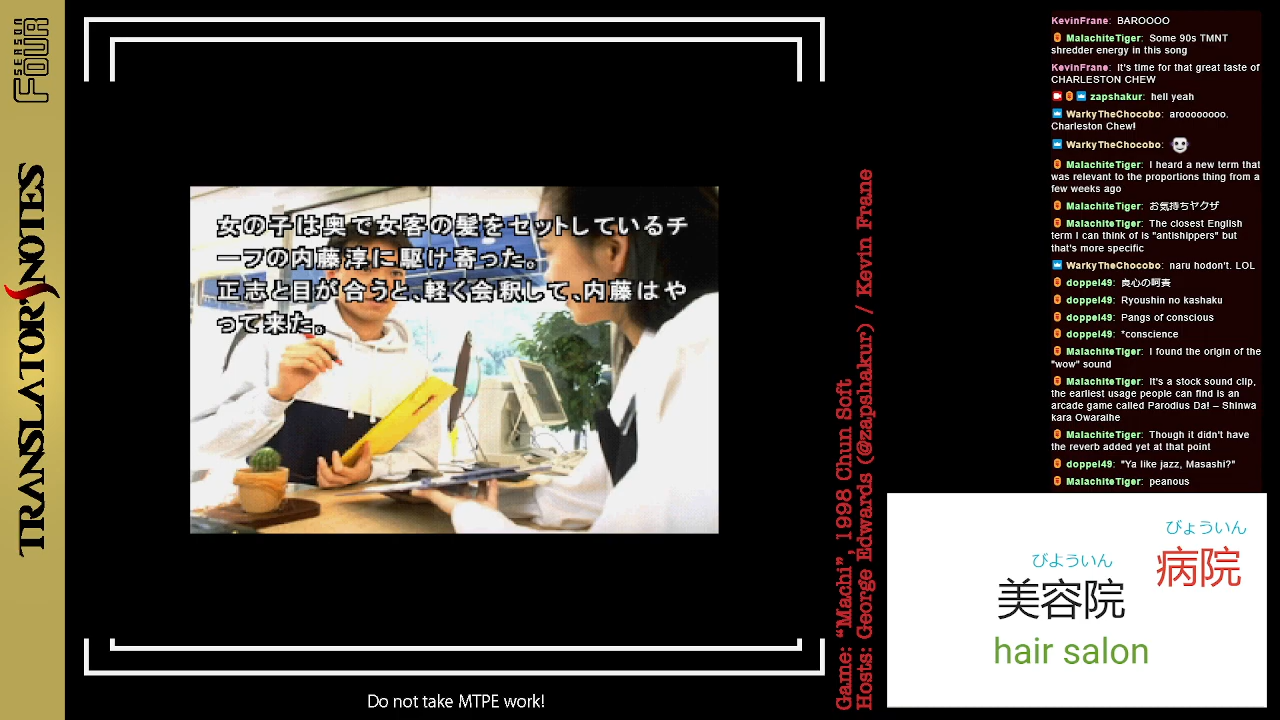 SEASON
FOUR
TRANSLATORS NOTES
女の子は奥で女客の髪をセットしているチ
ーフの内藤淳に駆け寄った。
正志と目が合うと、軽く会釈して、内藤はや
って来た。
Do not take MTPE work!
Game: “Machi”, 1998 Chun Soft
Hosts: George Edwards (@zapshakur) / Kevin Frane
KevinFrane: BAROOOO
MalachiteTiger: Some 90s TMNT
shredder energy in this song
KevinFrane: It's time for that great taste of
CHARLESTON CHEW
zapshakur: hell yeah
WarkyTheChocobo: aroooooooo.
Charleston Chew!
WarkyTheChocobo:
MalachiteTiger: I heard a new term that
was relevant to the proportions thing from a
few weeks ago
MalachiteTiger: お気持ちヤクザ
MalachiteTiger: The closest English
term I can think of is "antishippers" but
that's more specific
WarkyTheChocobo: naru hodon't. LOL
doppel49: 良心の呵責
doppel49: Ryoushin no kashaku
doppel49: Pangs of conscious
doppel49: *conscience
MalachiteTiger: I found the origin of the
"wow" sound
MalachiteTiger: It's a stock sound clip,
the earliest usage people can find is an
arcade game called Parodius Da! – Shinwa
kara Owaraihe
MalachiteTiger: Though it didn't have
the reverb added yet at that point
doppel49: "Ya like jazz, Masashi?"
MalachiteTiger: peanous
びょういん
病院
びよういん
美容院
hair salon